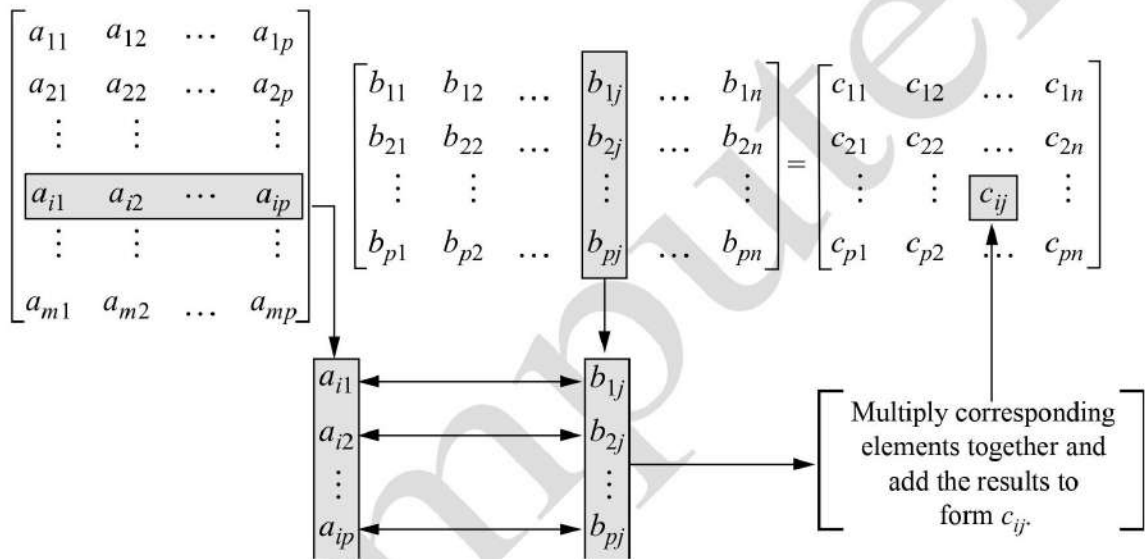 a11 a12 … a1p
a21 a22 … a2p
⋮ ⋮ ⋮
ai1 ai2 … aip
⋮ ⋮ ⋮
am1 am2 … amp
b11 b12 … b1j … b1n
b21 b22 … b2j … b2n
⋮ ⋮ ⋮ ⋮
bp1 bp2 … bpj … bpn
=
c11 c12 … c1n
c21 c22 … c2n
⋮ ⋮ cij ⋮
cp1 cp2 … cpn
ai1 b1j
ai2 b2j
⋮ ⋮
aip bpj
Multiply corresponding
elements together and
add the results to
form cij.